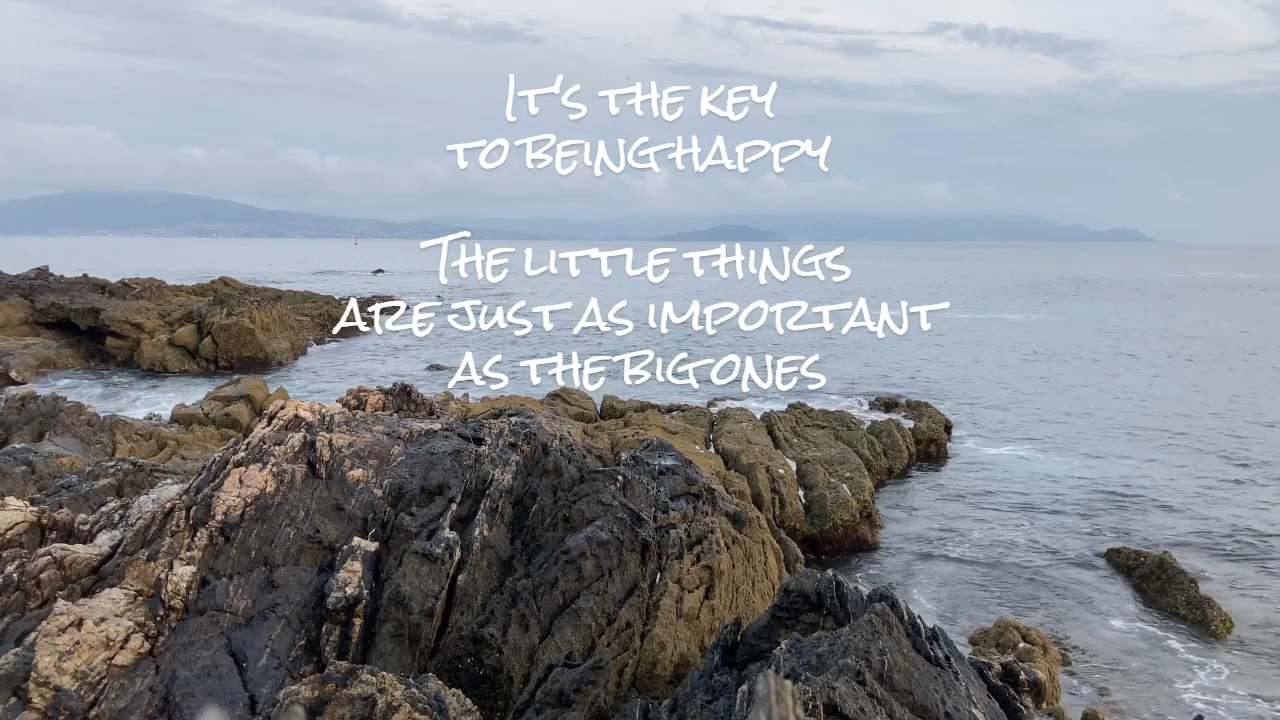 It's the key
to being happy
The little things
are just as important
as the big ones